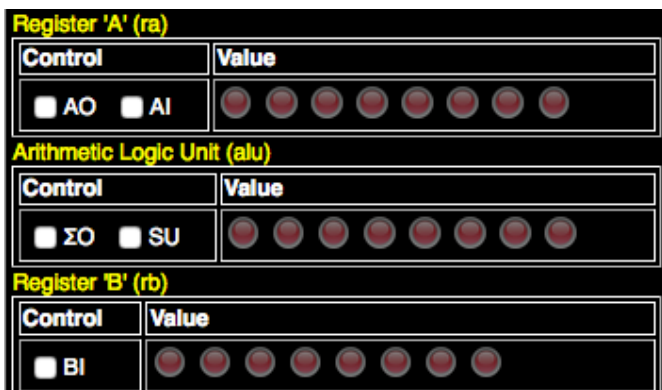 Register 'A' (ra)
Control Value
AO AI
Arithmetic Logic Unit (alu)
Control Value
ΣO SU
Register 'B' (rb)
Control Value
BI